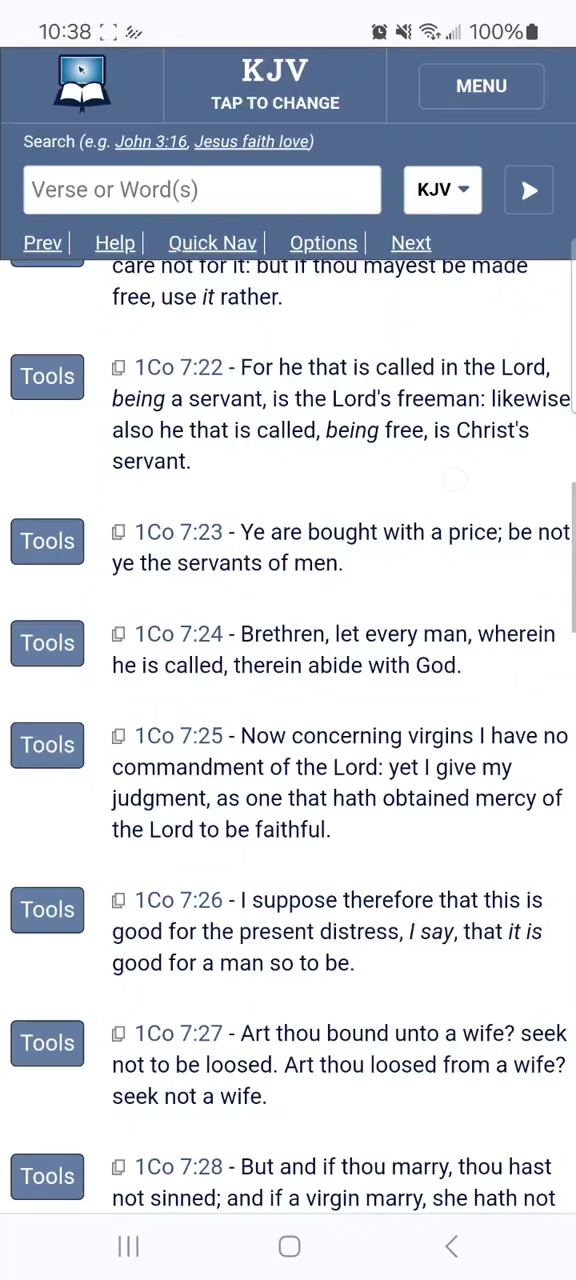 10:38 100%
KJV
TAP TO CHANGE
MENU
Search (e.g. John 3:16, Jesus faith love)
Verse or Word(s) KJV
Prev | Help | Quick Nav | Options | Next
care not for it: but if thou mayest be made
free, use it rather.
Tools 1Co 7:22 - For he that is called in the Lord,
being a servant, is the Lord's freeman: likewise
also he that is called, being free, is Christ's
servant.
Tools 1Co 7:23 - Ye are bought with a price; be not
ye the servants of men.
Tools 1Co 7:24 - Brethren, let every man, wherein
he is called, therein abide with God.
Tools 1Co 7:25 - Now concerning virgins I have no
commandment of the Lord: yet I give my
judgment, as one that hath obtained mercy of
the Lord to be faithful.
Tools 1Co 7:26 - I suppose therefore that this is
good for the present distress, I say, that it is
good for a man so to be.
Tools 1Co 7:27 - Art thou bound unto a wife? seek
not to be loosed. Art thou loosed from a wife?
seek not a wife.
Tools 1Co 7:28 - But and if thou marry, thou hast
not sinned; and if a virgin marry, she hath not